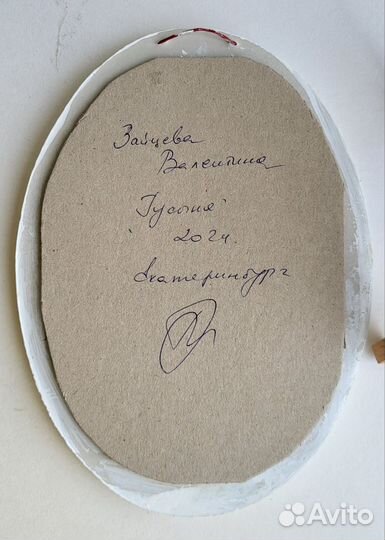 Зайцева
Валентина
"Гусыня"
2024.
Екатеринбург
Avito